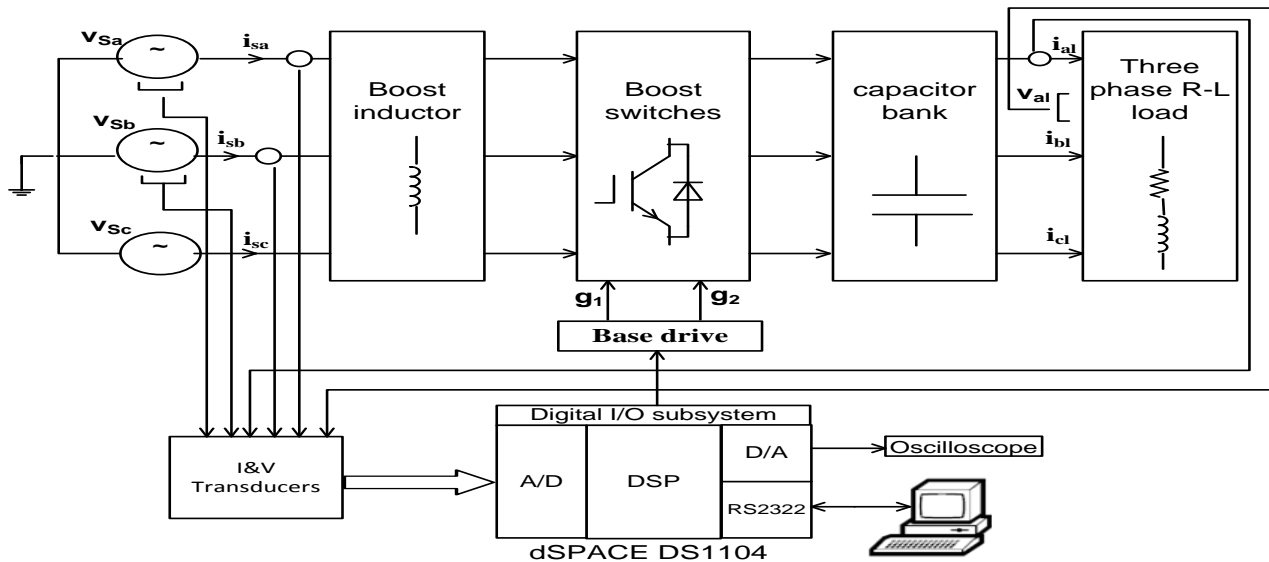 vSa
~
isa
vSb
~
isb
vSc
~
isc
Boost
inductor
Boost
switches
capacitor
bank
ial
val
ibl
icl
Three
phase R-L
load
g1
g2
Base drive
Digital I/O subsystem
I&V
Transducers
A/D
DSP
D/A
RS2322
Oscilloscope
dSPACE DS1104